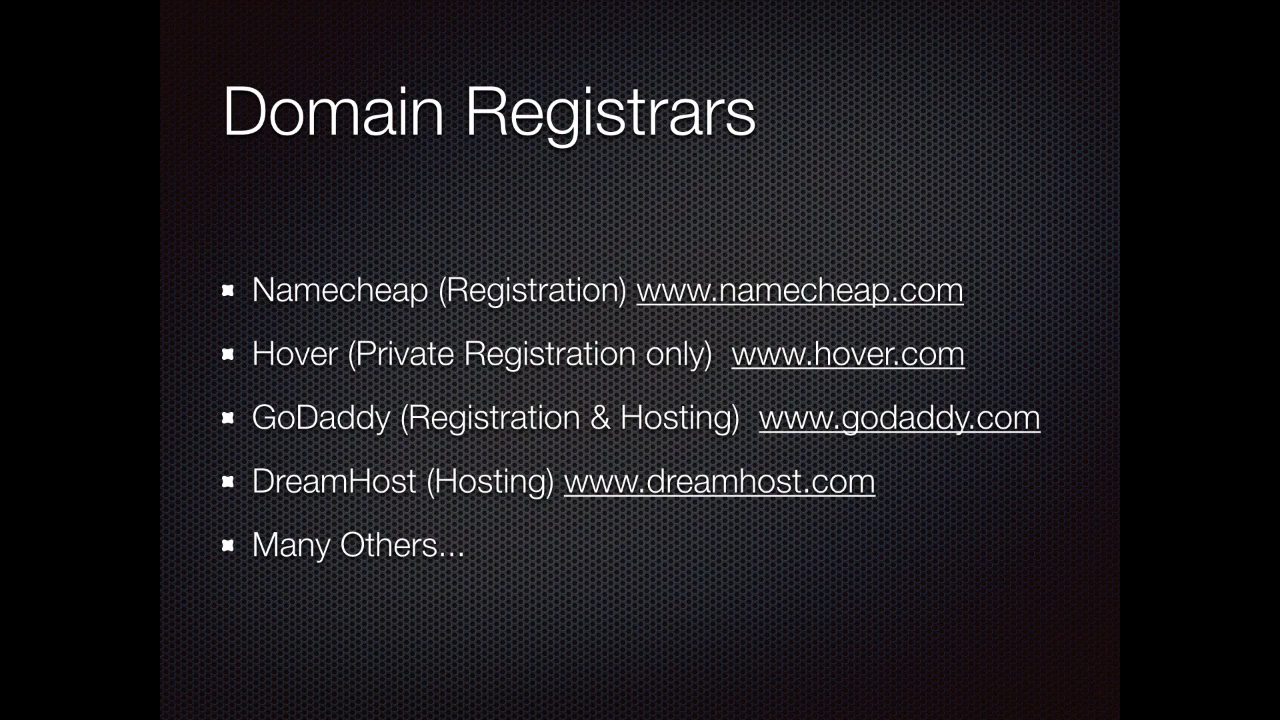 Domain Registrars
Namecheap (Registration) www.namecheap.com
Hover (Private Registration only) www.hover.com
GoDaddy (Registration & Hosting) www.godaddy.com
DreamHost (Hosting) www.dreamhost.com
Many Others...